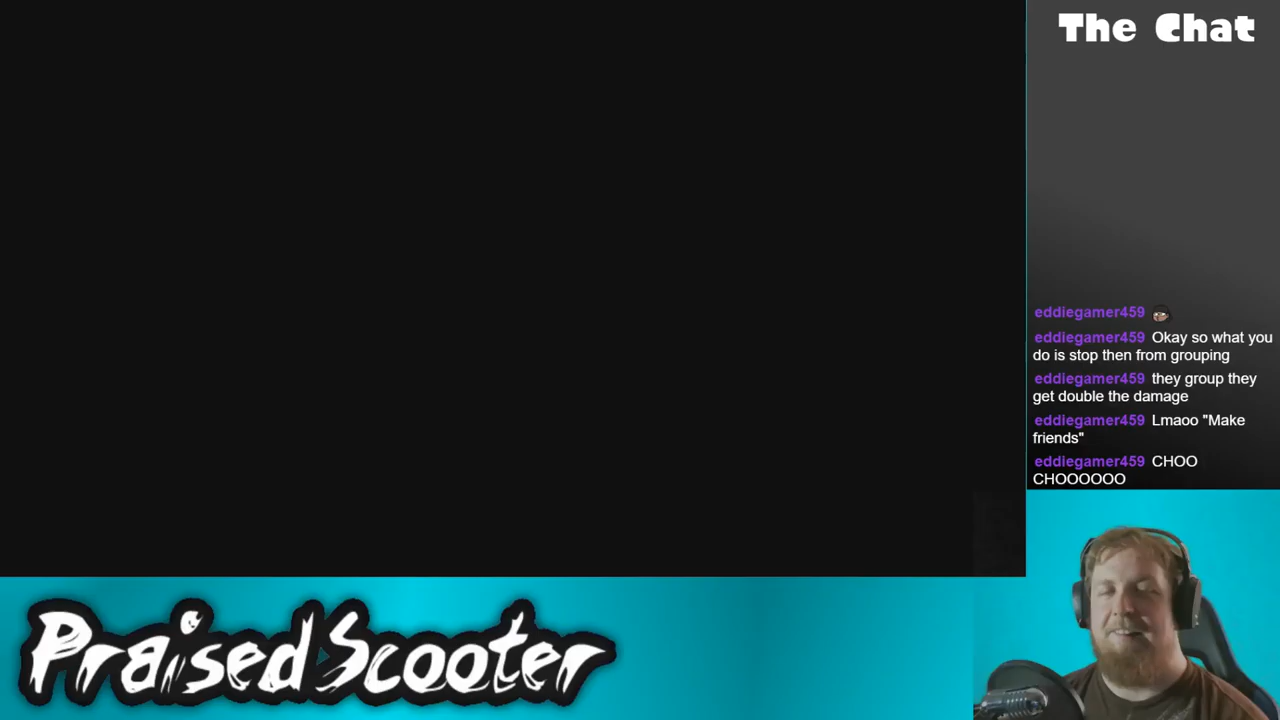 The Chat
eddiegamer459
eddiegamer459 Okay so what you
do is stop then from grouping
eddiegamer459 they group they
get double the damage
eddiegamer459 Lmaoo "Make
friends"
eddiegamer459 CHOO
CHOOOOOO
PraisedScooter